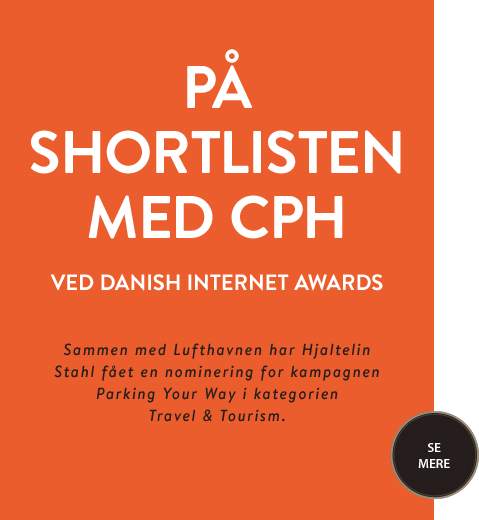 PÅ
SHORTLISTEN
MED CPH
VED DANISH INTERNET AWARDS
Sammen med Lufthavnen har Hjaltelin
Stahl fået en nominering for kampagnen
Parking Your Way i kategorien
Travel & Tourism.
SE
MERE